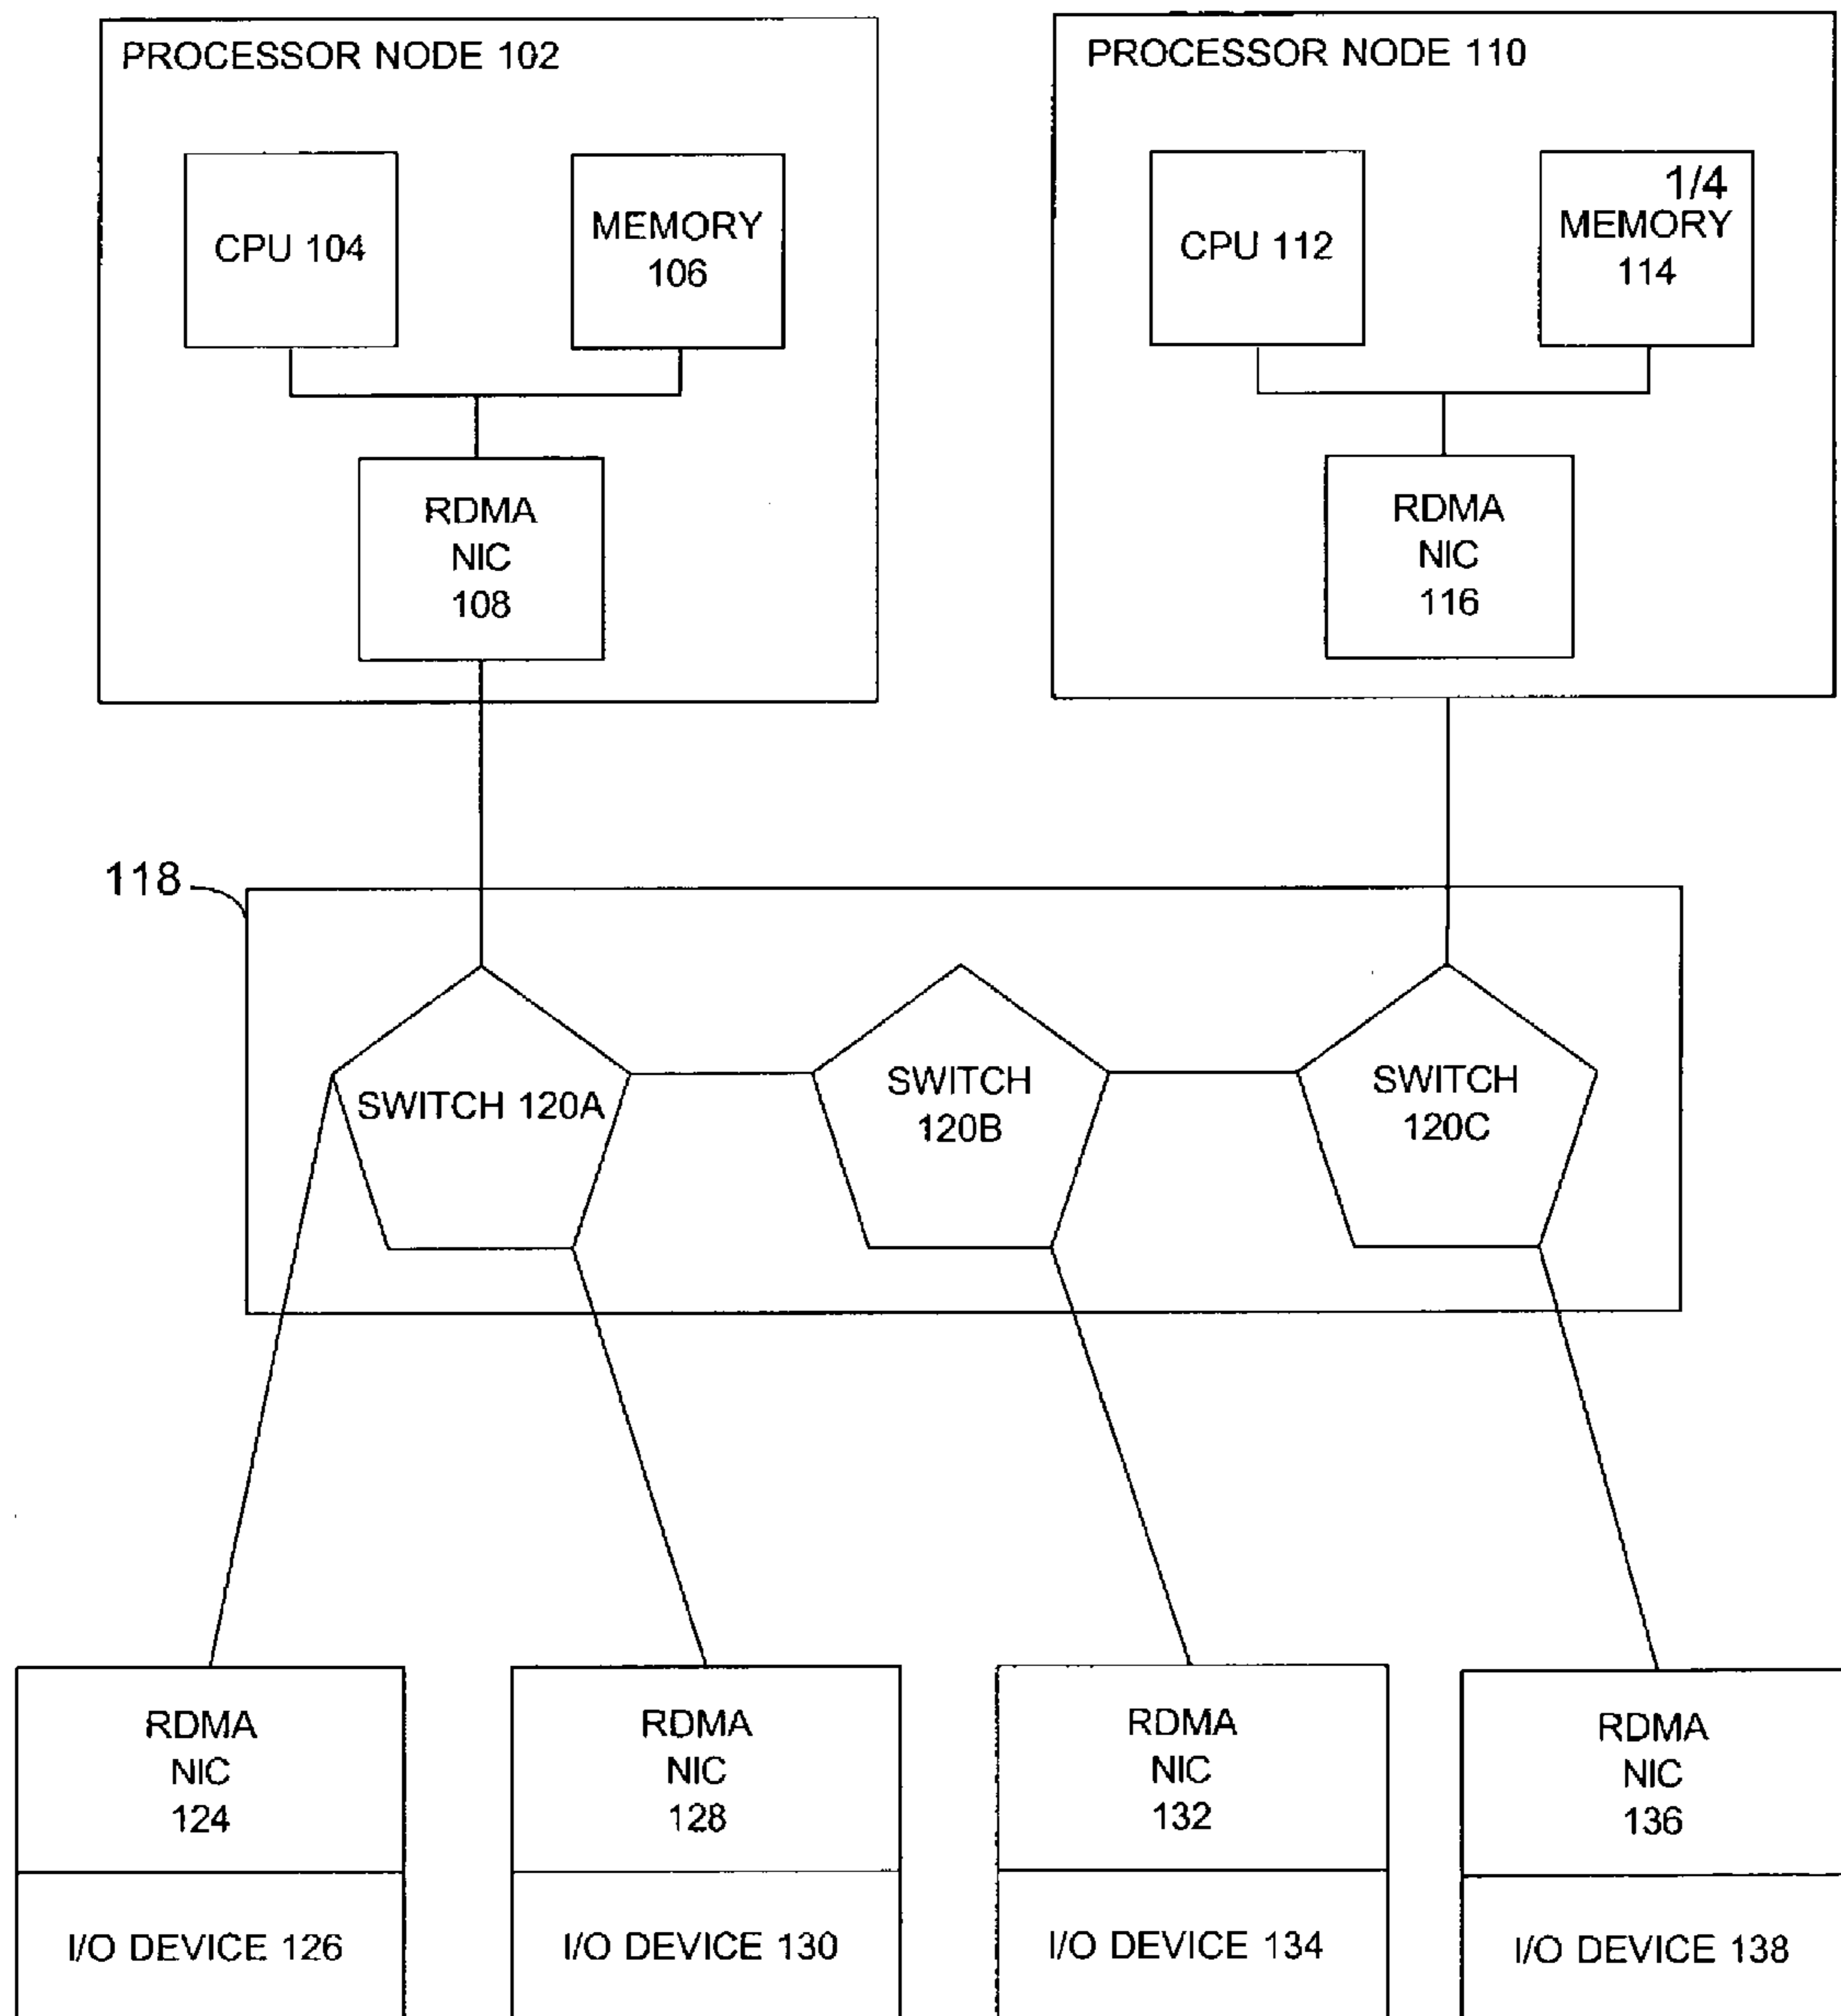 PROCESSOR NODE 102
CPU 104
MEMORY
106
RDMA
NIC
108
PROCESSOR NODE 110
CPU 112
1/4
MEMORY
114
RDMA
NIC
116
118
SWITCH 120A
SWITCH
120B
SWITCH
120C
RDMA
NIC
124
I/O DEVICE 126
RDMA
NIC
128
I/O DEVICE 130
RDMA
NIC
132
I/O DEVICE 134
RDMA
NIC
136
I/O DEVICE 138